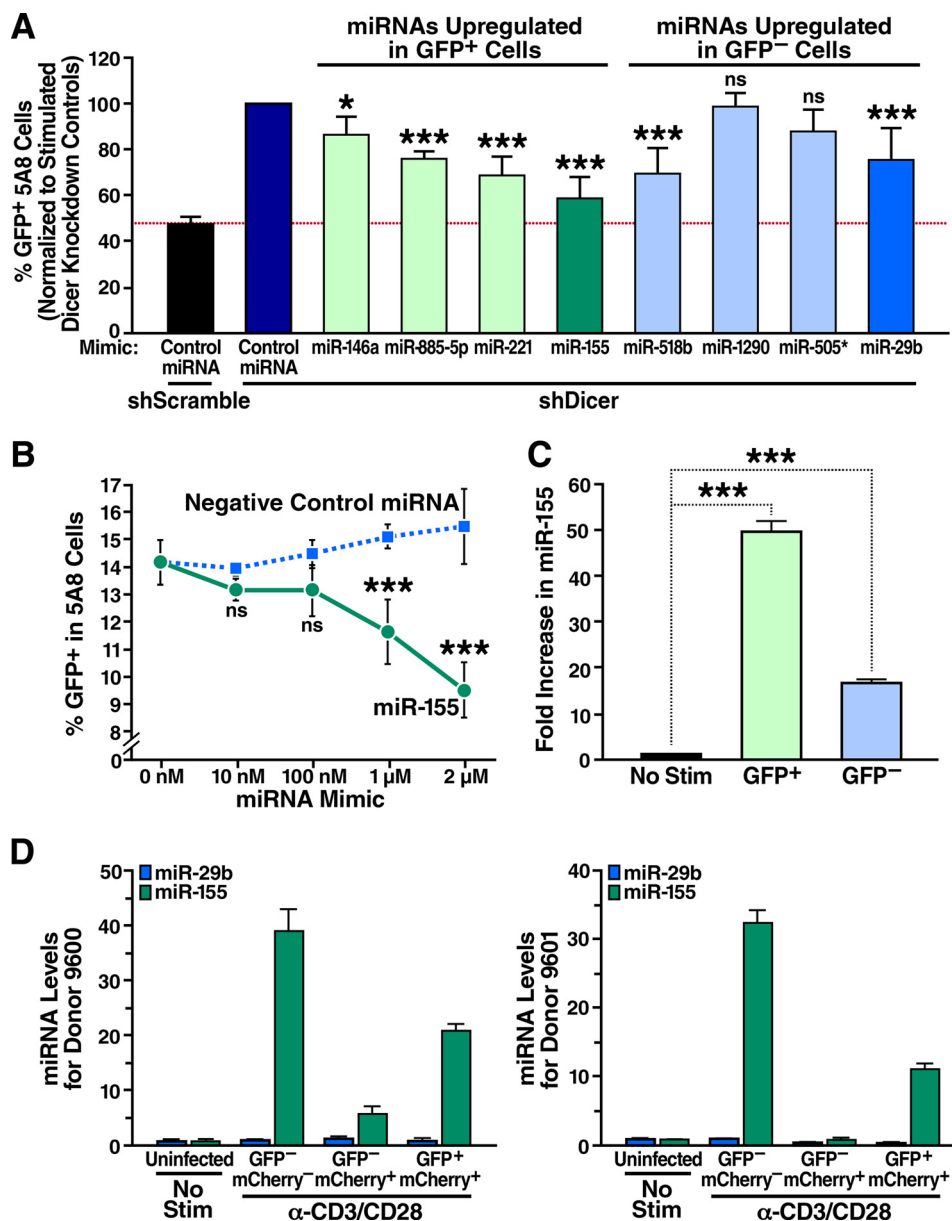 A
miRNAs Upregulated
in GFP+ Cells
miRNAs Upregulated
in GFP− Cells
% GFP+ 5A8 Cells
(Normalized to Stimulated
Dicer Knockdown Controls)
120
100
80
60
40
20
0
*
***
***
***
***
ns
ns
***
Mimic:
Control
miRNA
Control
miRNA
miR-146a
miR-885-5p
miR-221
miR-155
miR-518b
miR-1290
miR-505*
miR-29b
shScramble
shDicer
B
% GFP+ in 5A8 Cells
17
16
15
14
13
12
11
10
9
8
0
Negative Control miRNA
ns
ns
***
***
miR-155
0 nM
10 nM
100 nM
1 µM
2 µM
miRNA Mimic
C
Fold Increase in miR-155
60
50
40
30
20
10
0
***
***
No Stim
GFP+
GFP−
D
miRNA Levels
for Donor 9600
50
40
30
20
10
0
miR-29b
miR-155
Uninfected
GFP−
mCherry−
GFP−
mCherry+
GFP+
mCherry+
No
Stim
α-CD3/CD28
miRNA Levels
for Donor 9601
40
30
20
10
0
miR-29b
miR-155
Uninfected
GFP−
mCherry−
GFP−
mCherry+
GFP+
mCherry+
No
Stim
α-CD3/CD28